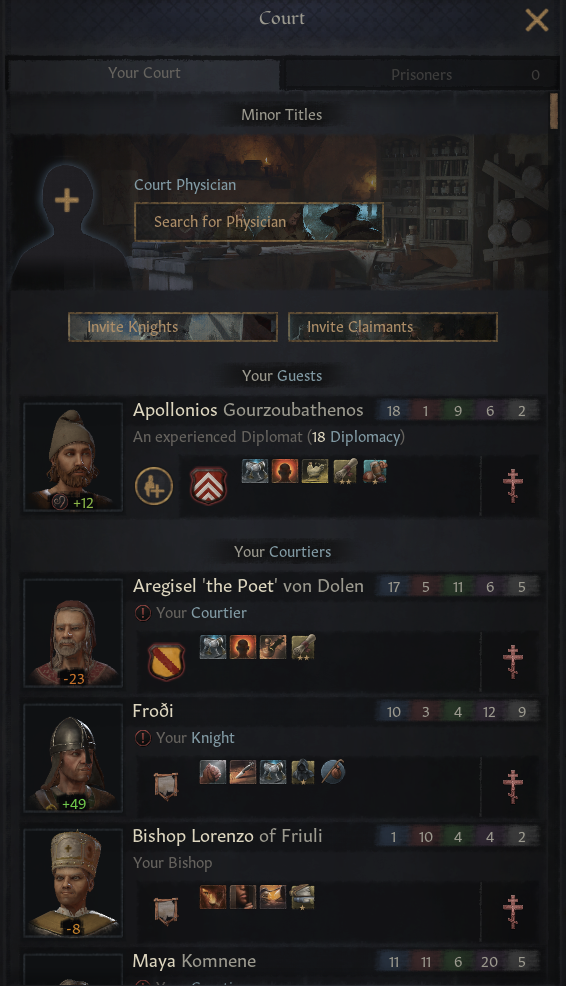 Court
Your Court
Prisoners 0
Minor Titles
Court Physician
Search for Physician
Invite Knights
Invite Claimants
Your Guests
Apollonios Gourzoubathenos 18 1 9 6 2
An experienced Diplomat (18 Diplomacy)
+12
Your Courtiers
Aregisel 'the Poet' von Dolen 17 5 11 6 5
Your Courtier
-23
Froði 10 3 4 12 9
Your Knight
+49
Bishop Lorenzo of Friuli 1 10 4 4 2
Your Bishop
-8
Maya Komnene 11 11 6 20 5